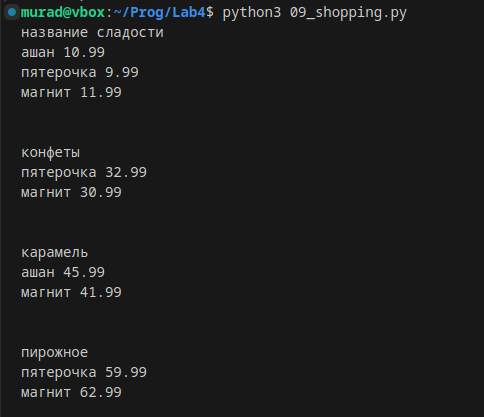 murad@vbox:~/Prog/Lab4$ python3 09_shopping.py
название сладости
ашан 10.99
пятерочка 9.99
магнит 11.99
конфеты
пятерочка 32.99
магнит 30.99
карамель
ашан 45.99
магнит 41.99
пирожное
пятерочка 59.99
магнит 62.99